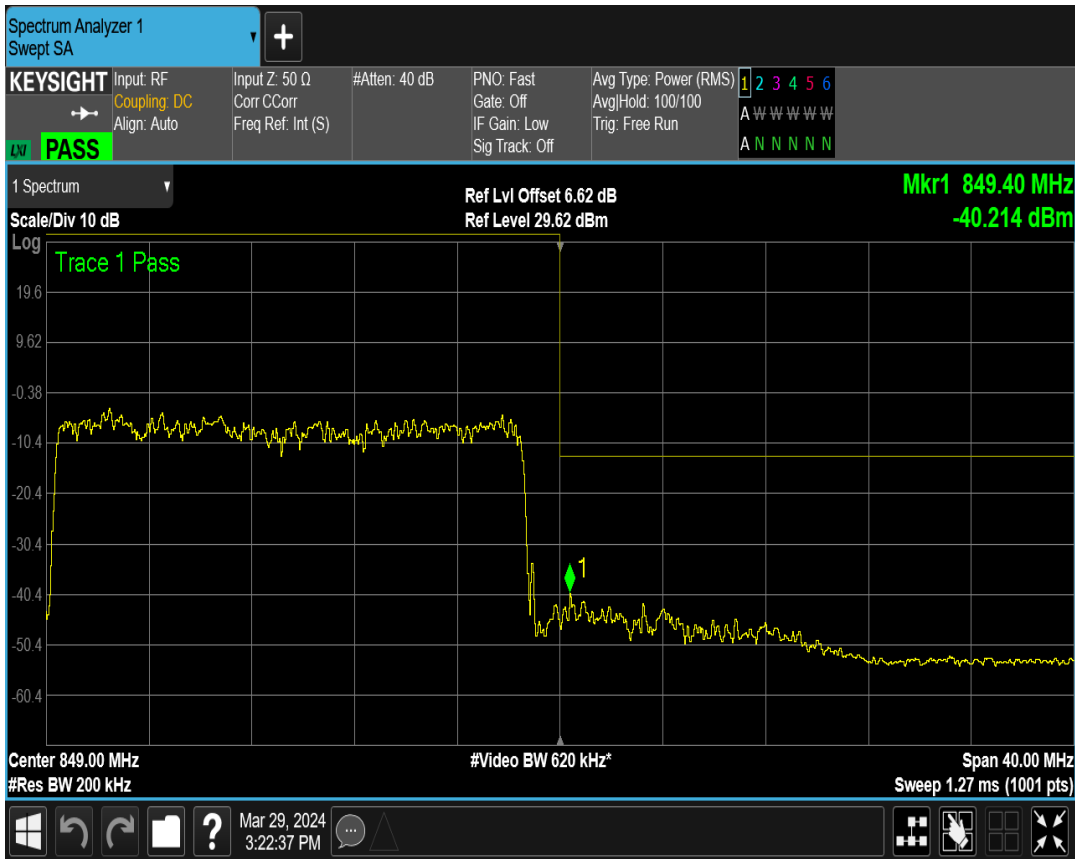 Spectrum Analyzer 1
Swept SA
+
KEYSIGHT
LXI PASS
Input: RF
Coupling: DC
Align: Auto
Input Z: 50 Ω
Corr CCorr
Freq Ref: Int (S)
#Atten: 40 dB
PNO: Fast
Gate: Off
IF Gain: Low
Sig Track: Off
Avg Type: Power (RMS)
Avg|Hold: 100/100
Trig: Free Run
1 2 3 4 5 6
A W W W W W
A N N N N N
1 Spectrum
Scale/Div 10 dB
Ref Lvl Offset 6.62 dB
Ref Level 29.62 dBm
Mkr1 849.40 MHz
-40.214 dBm
Log
Trace 1 Pass
19.6
9.62
-0.38
-10.4
-20.4
-30.4
-40.4
-50.4
-60.4
1
Center 849.00 MHz
#Res BW 200 kHz
#Video BW 620 kHz*
Span 40.00 MHz
Sweep 1.27 ms (1001 pts)
?
Mar 29, 2024
3:22:37 PM